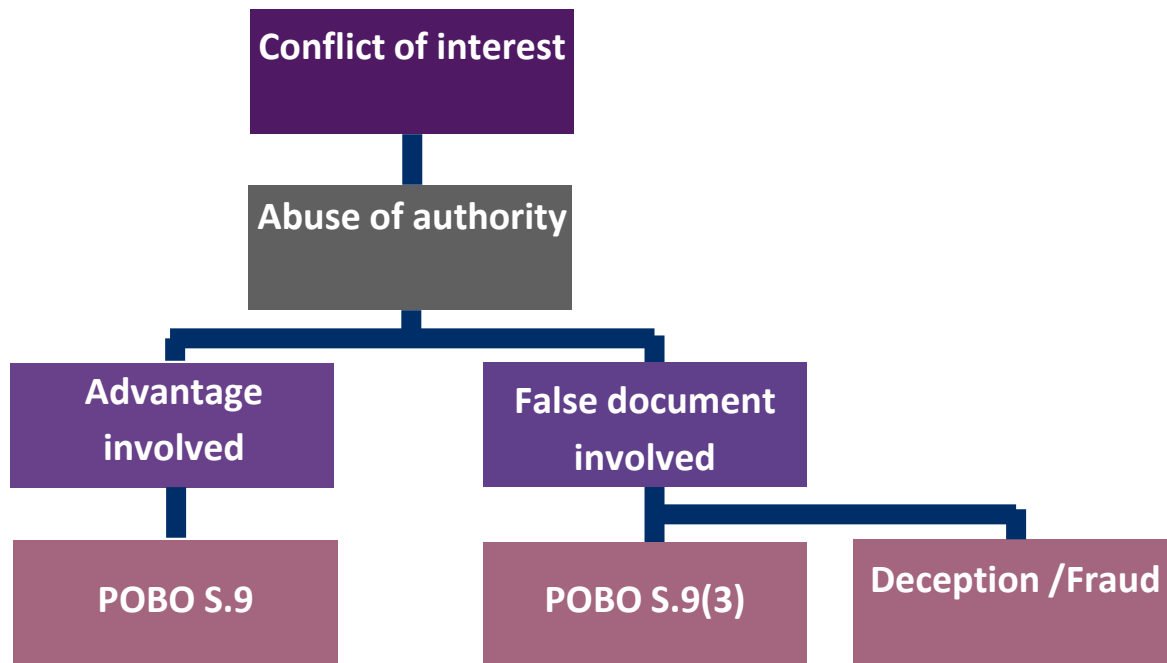 Conflict of interest
Abuse of authority
Advantage
involved
False document
involved
POBO S.9
POBO S.9(3)
Deception /Fraud